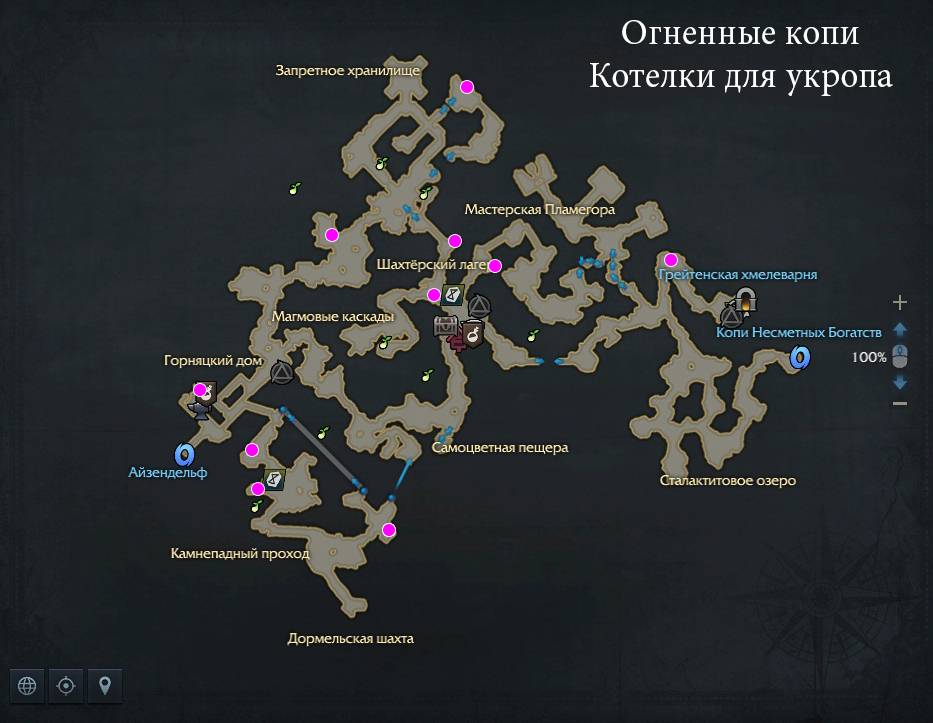 Огненные копи
Котелки для укропа
Запретное хранилище
Мастерская Пламегора
Шахтёрский лаге
Грейтенская хмелеварня
Магмовые каскады
Копи Несметных Богатств
100%
Горняцкий дом
Самоцветная пещера
Айзендельф
Сталактитовое озеро
Камнепадный проход
Дормельская шахта